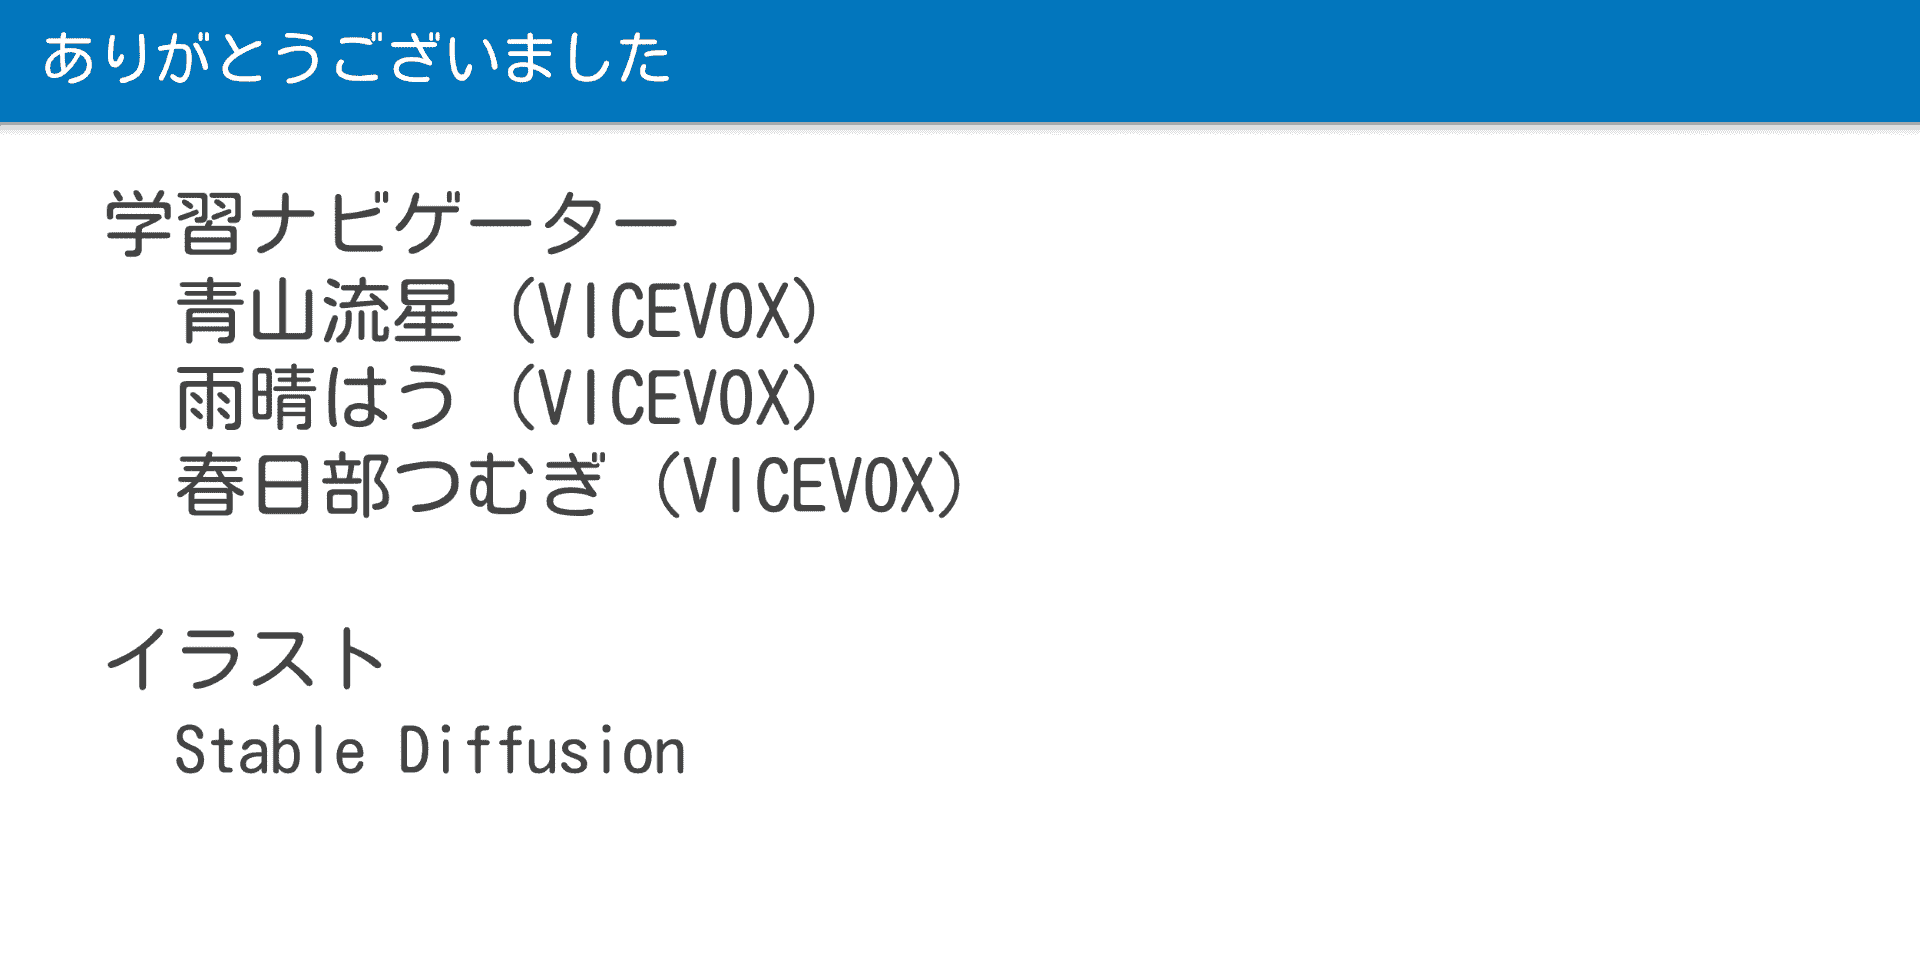 ありがとうございました
学習ナビゲーター
青山流星 (VICEVOX)
雨晴はう (VICEVOX)
春日部つむぎ (VICEVOX)
イラスト
Stable Diffusion